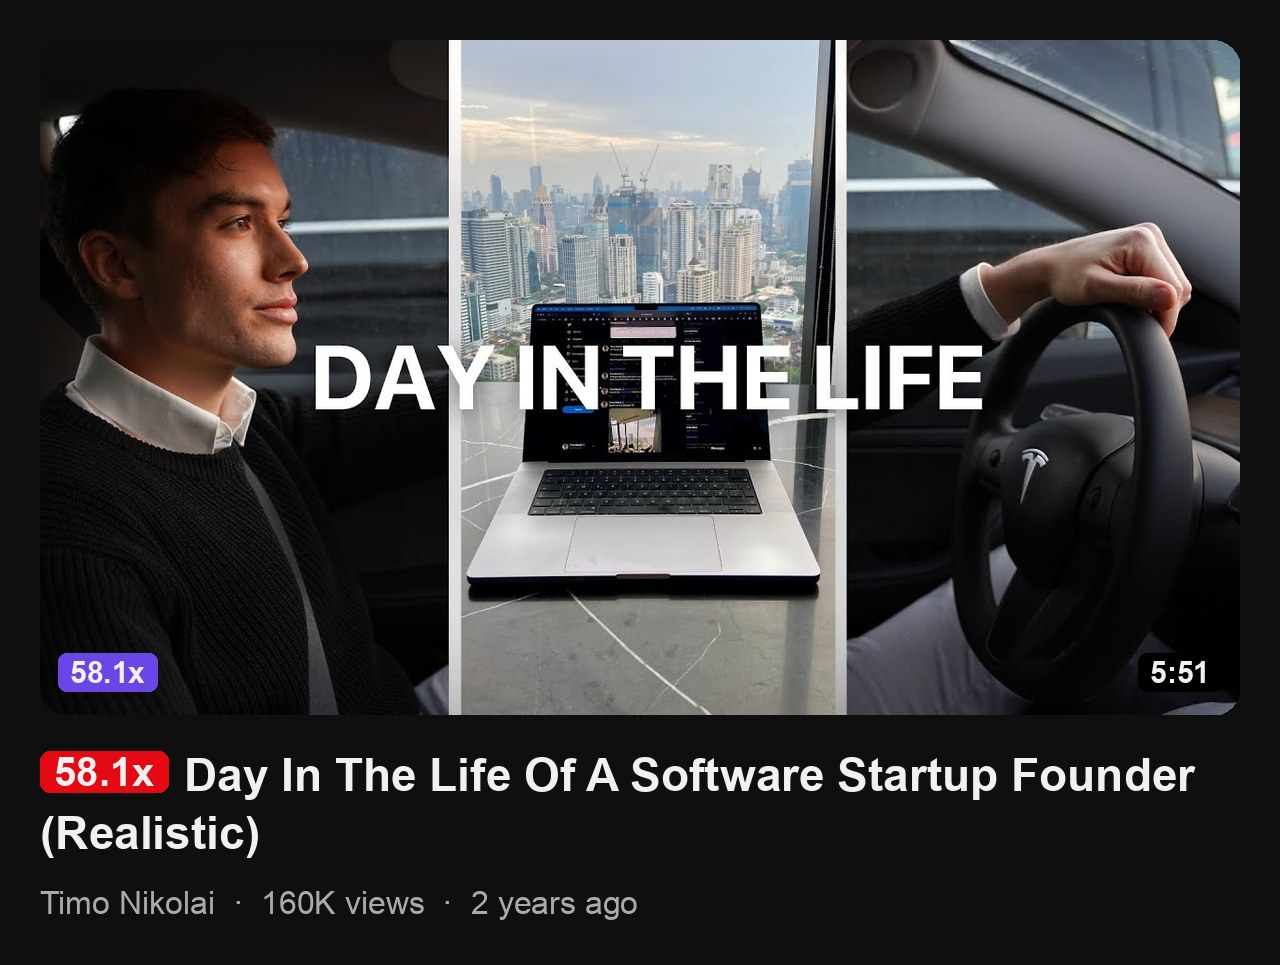 DAY IN THE LIFE
58.1x
5:51
58.1x Day In The Life Of A Software Startup Founder
(Realistic)
Timo Nikolai · 160K views · 2 years ago